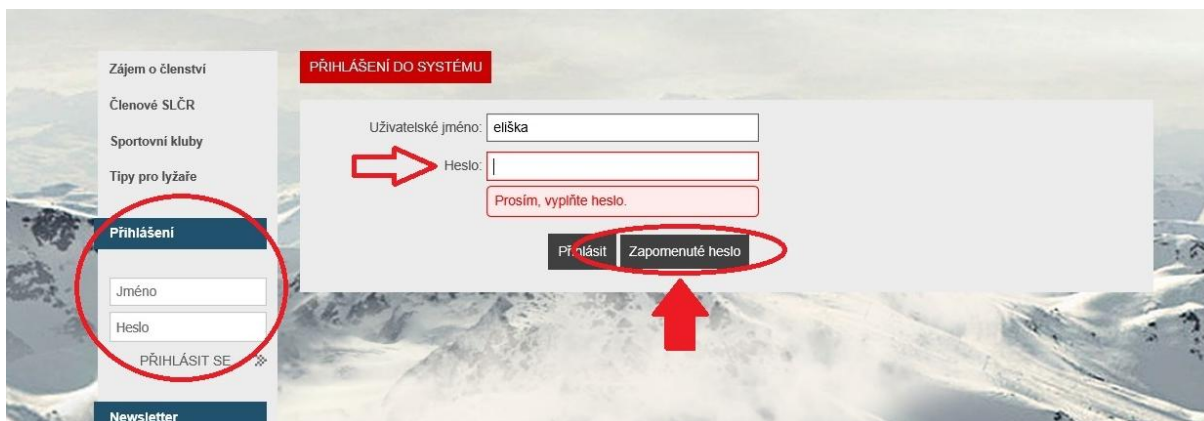 Zájem o členství
Členové SLČR
Sportovní kluby
Tipy pro lyžaře
Přihlášení
Jméno
Heslo
PŘIHLÁSIT SE
Newsletter
PŘIHLÁŠENÍ DO SYSTÉMU
Uživatelské jméno: eliška
Heslo:
Prosím, vyplňte heslo.
Přihlásit Zapomenuté heslo